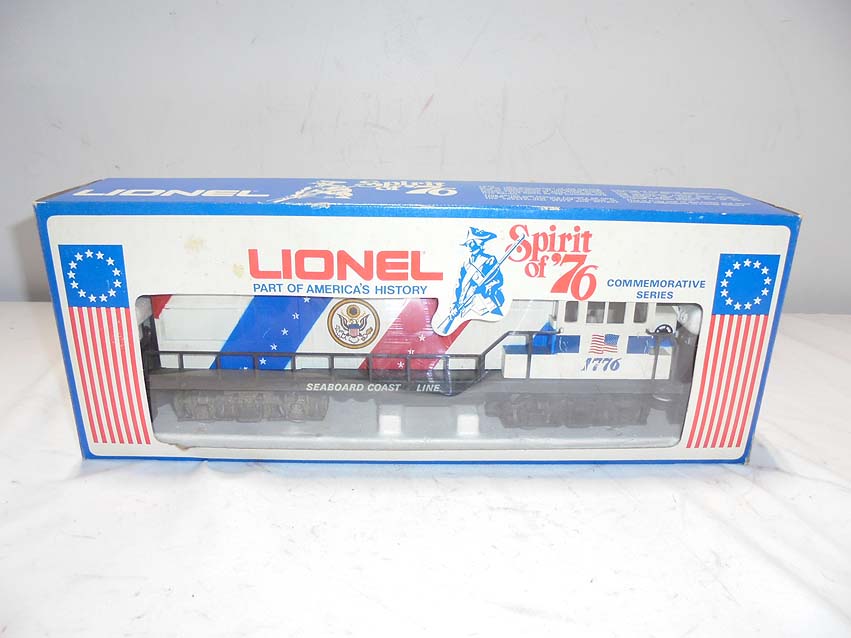 LIONEL
Spirit
of '76
LIONEL
PART OF AMERICA'S HISTORY
Spirit
of '76
COMMEMORATIVE
SERIES
1776
SEABOARD COAST LINE